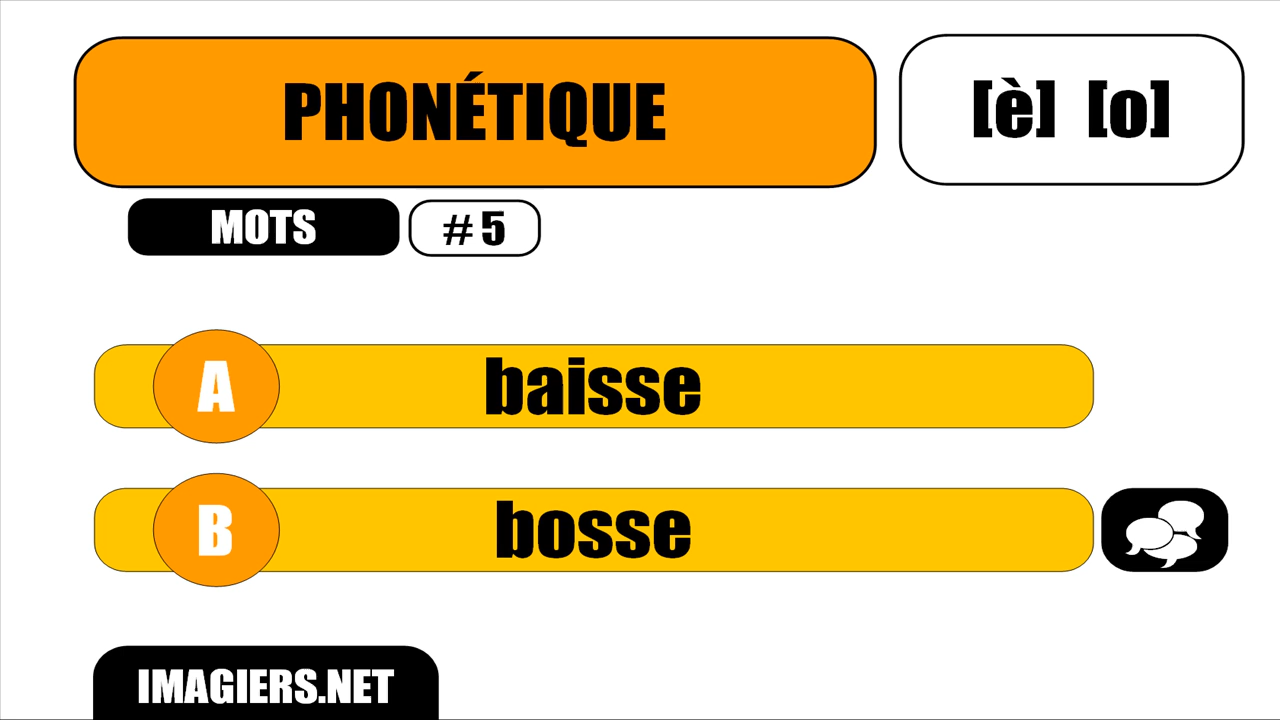 PHONÉTIQUE
[è] [o]
MOTS
# 5
A
baisse
B
bosse
IMAGIERS.NET